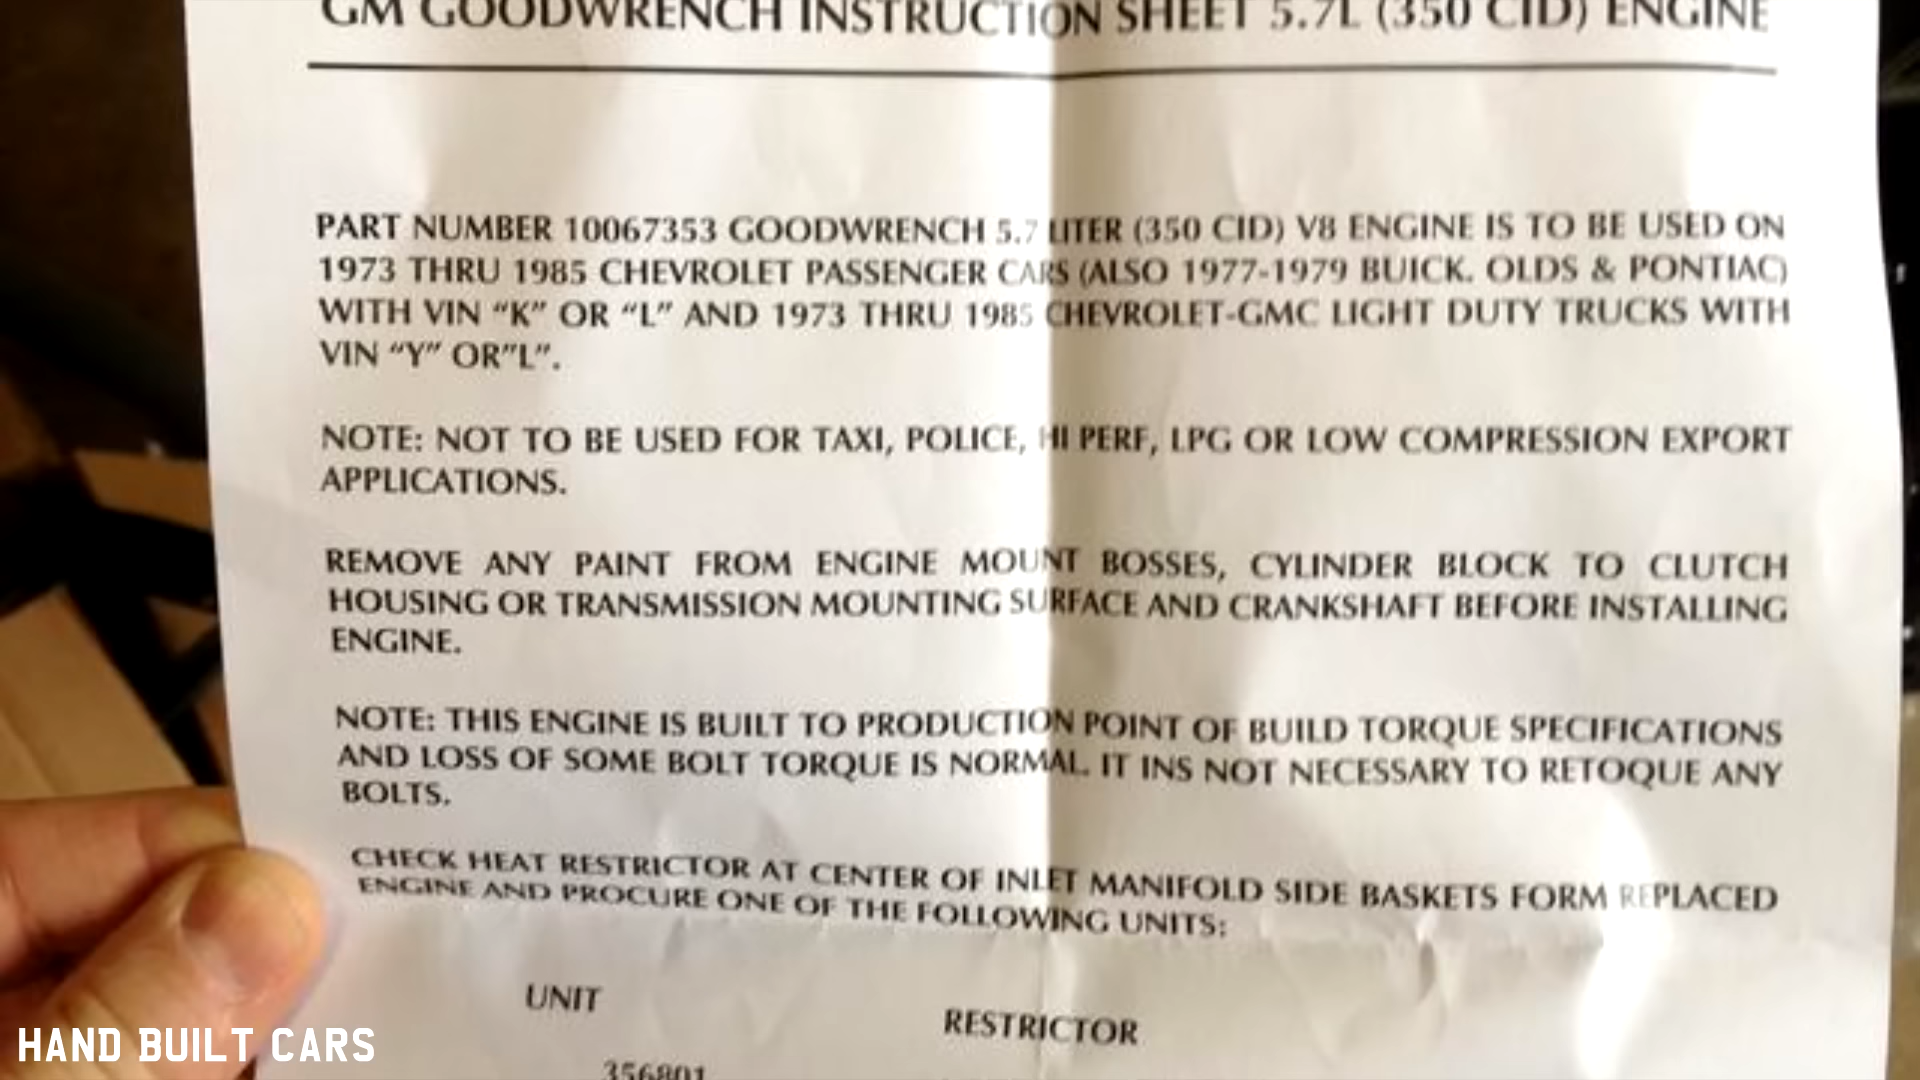 GM GOODWRENCH INSTRUCTION SHEET 5.7L (350 CID) ENGINE
PART NUMBER 10067353 GOODWRENCH 5.7 LITER (350 CID) V8 ENGINE IS TO BE USED ON
1973 THRU 1985 CHEVROLET PASSENGER CARS (ALSO 1977-1979 BUICK. OLDS & PONTIAC)
WITH VIN “K” OR “L” AND 1973 THRU 1985 CHEVROLET-GMC LIGHT DUTY TRUCKS WITH
VIN “Y” OR”L”.
NOTE: NOT TO BE USED FOR TAXI, POLICE, HI PERF, LPG OR LOW COMPRESSION EXPORT
APPLICATIONS.
REMOVE ANY PAINT FROM ENGINE MOUNT BOSSES, CYLINDER BLOCK TO CLUTCH
HOUSING OR TRANSMISSION MOUNTING SURFACE AND CRANKSHAFT BEFORE INSTALLING
ENGINE.
NOTE: THIS ENGINE IS BUILT TO PRODUCTION POINT OF BUILD TORQUE SPECIFICATIONS
AND LOSS OF SOME BOLT TORQUE IS NORMAL. IT INS NOT NECESSARY TO RETOQUE ANY
BOLTS.
CHECK HEAT RESTRICTOR AT CENTER OF INLET MANIFOLD SIDE BASKETS FORM REPLACED
ENGINE AND PROCURE ONE OF THE FOLLOWING UNITS:
UNIT RESTRICTOR
356801
HAND BUILT CARS